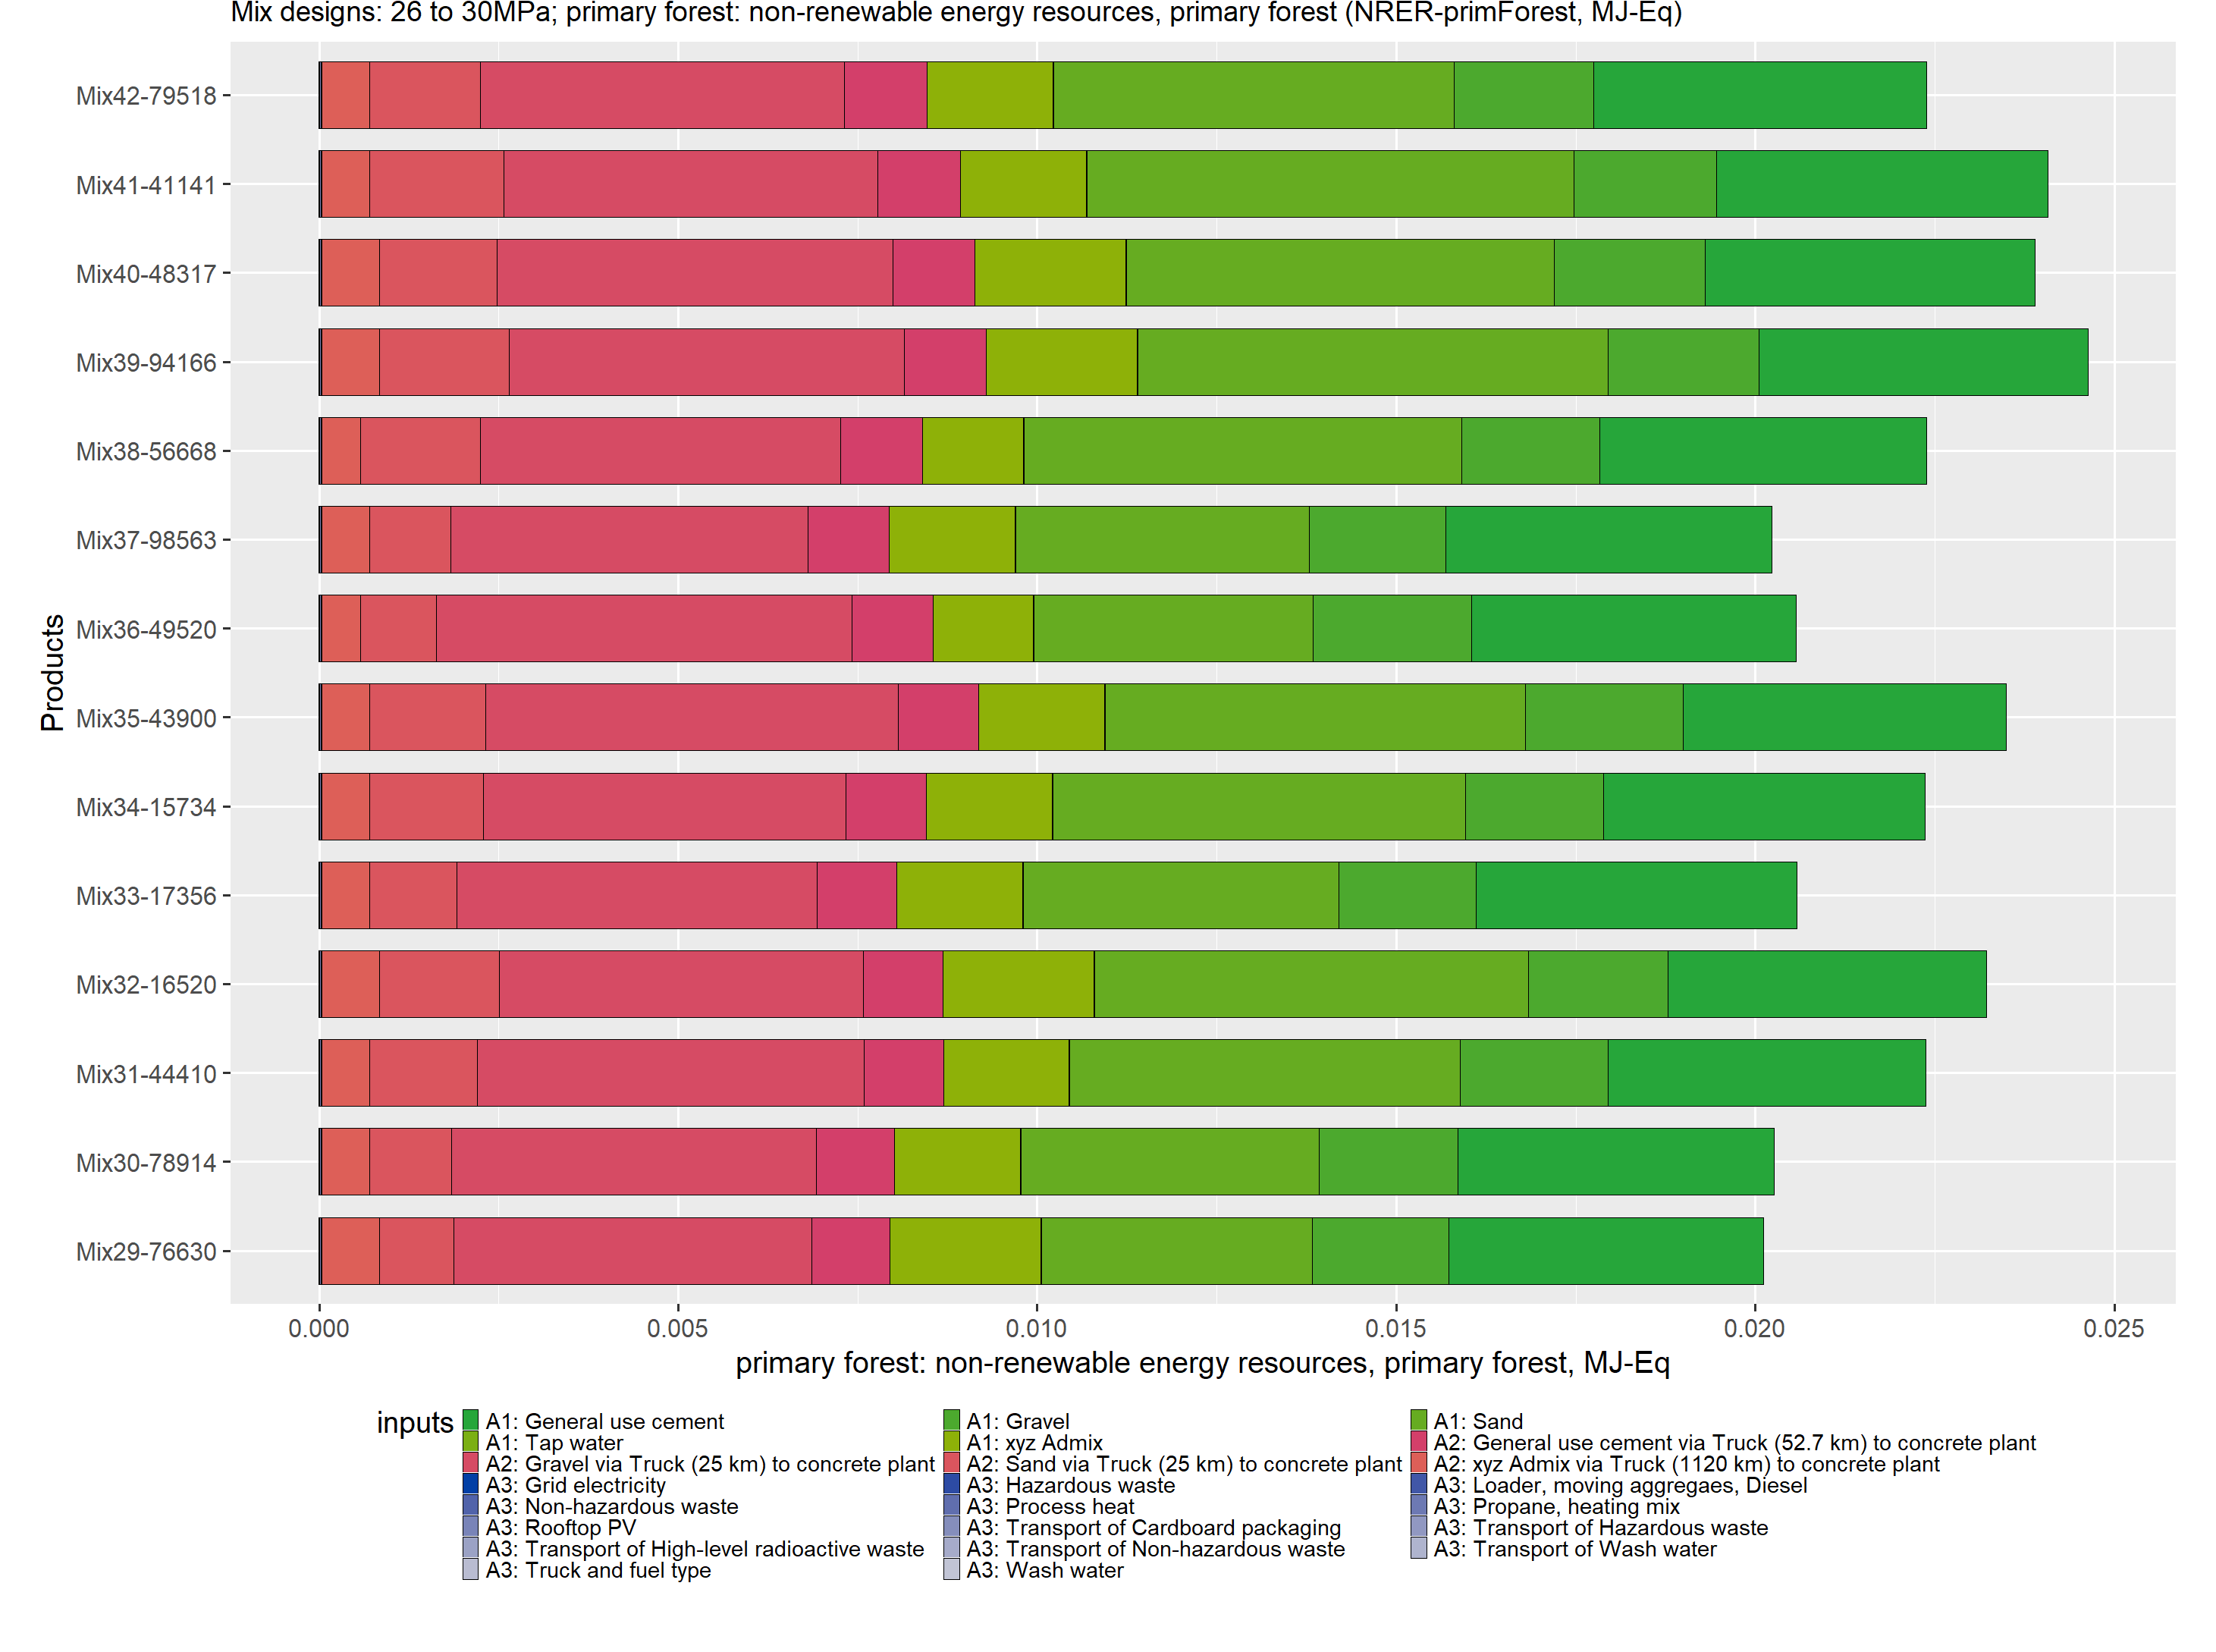 Mix designs: 26 to 30MPa; primary forest: non-renewable energy resources, primary forest (NRER-primForest, MJ-Eq)
Products
Mix42-79518
Mix41-41141
Mix40-48317
Mix39-94166
Mix38-56668
Mix37-98563
Mix36-49520
Mix35-43900
Mix34-15734
Mix33-17356
Mix32-16520
Mix31-44410
Mix30-78914
Mix29-76630
0.000 0.005 0.010 0.015 0.020 0.025
primary forest: non-renewable energy resources, primary forest, MJ-Eq
inputs
A1: General use cement A1: Gravel A1: Sand
A1: Tap water A1: xyz Admix A2: General use cement via Truck (52.7 km) to concrete plant
A2: Gravel via Truck (25 km) to concrete plant A2: Sand via Truck (25 km) to concrete plant A2: xyz Admix via Truck (1120 km) to concrete plant
A3: Grid electricity A3: Hazardous waste A3: Loader, moving aggregaes, Diesel
A3: Non-hazardous waste A3: Process heat A3: Propane, heating mix
A3: Rooftop PV A3: Transport of Cardboard packaging A3: Transport of Hazardous waste
A3: Transport of High-level radioactive waste A3: Transport of Non-hazardous waste A3: Transport of Wash water
A3: Truck and fuel type A3: Wash water